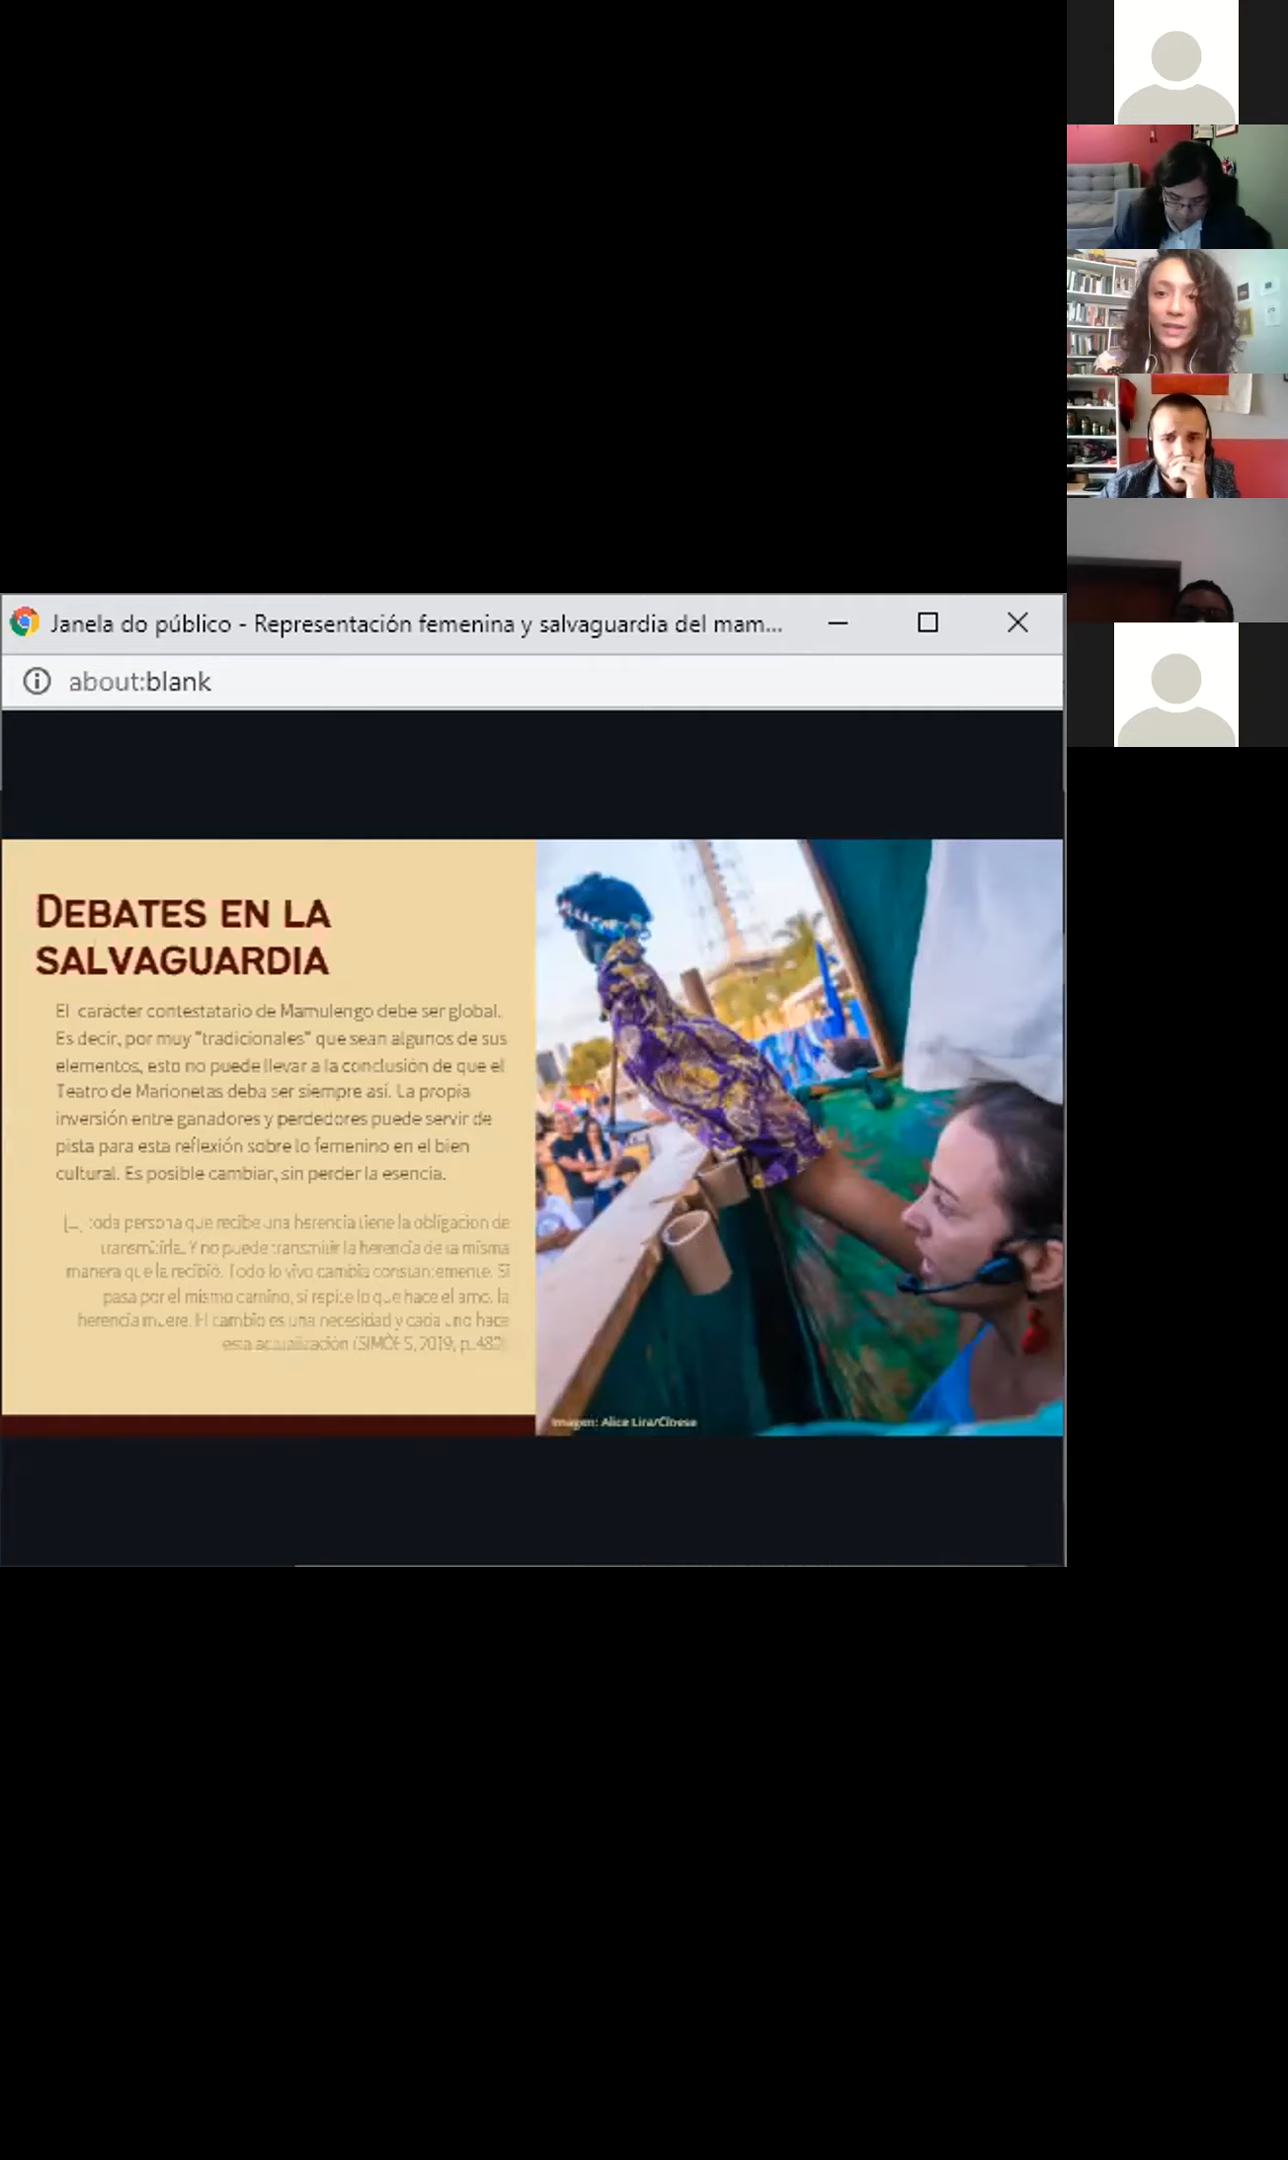 Janela do público - Representación femenina y salvaguardia del mam...
about:blank
DEBATES EN LA
SALVAGUARDIA
El carácter contestatario de Mamulengo debe ser global.
Es decir, por muy "tradicionales" que sean algunos de sus
elementos, esto no puede llevar a la conclusión de que el
Teatro de Marionetas deba ser siempre así. La propia
inversión entre ganadores y perdedores puede servir de
pista para esta reflexión sobre lo femenino en el bien
cultural. Es posible cambiar, sin perder la esencia.
[...] toda persona que recibe una herencia tiene la obligación de
transmitirla. Y no puede transmitir la herencia de la misma
manera que la recibió. Todo lo vivo cambia constantemente. Si
pasa por el mismo camino, si repite lo que hace el amo, la
herencia muere. El cambio es una necesidad y cada uno hace
esta actualización (SIMÕES, 2019, p.482)
Imagen: Alice Lira/Cibese